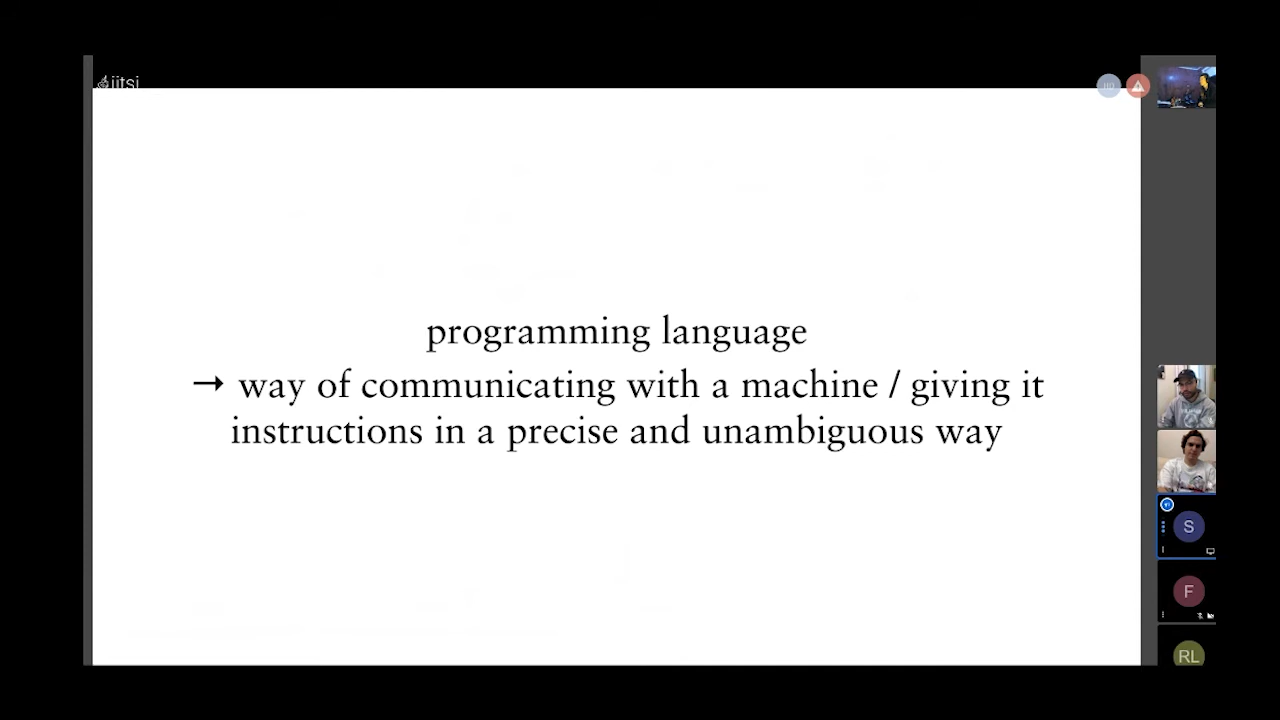 jitsi
programming language
→ way of communicating with a machine / giving it
instructions in a precise and unambiguous way
S
F
RL